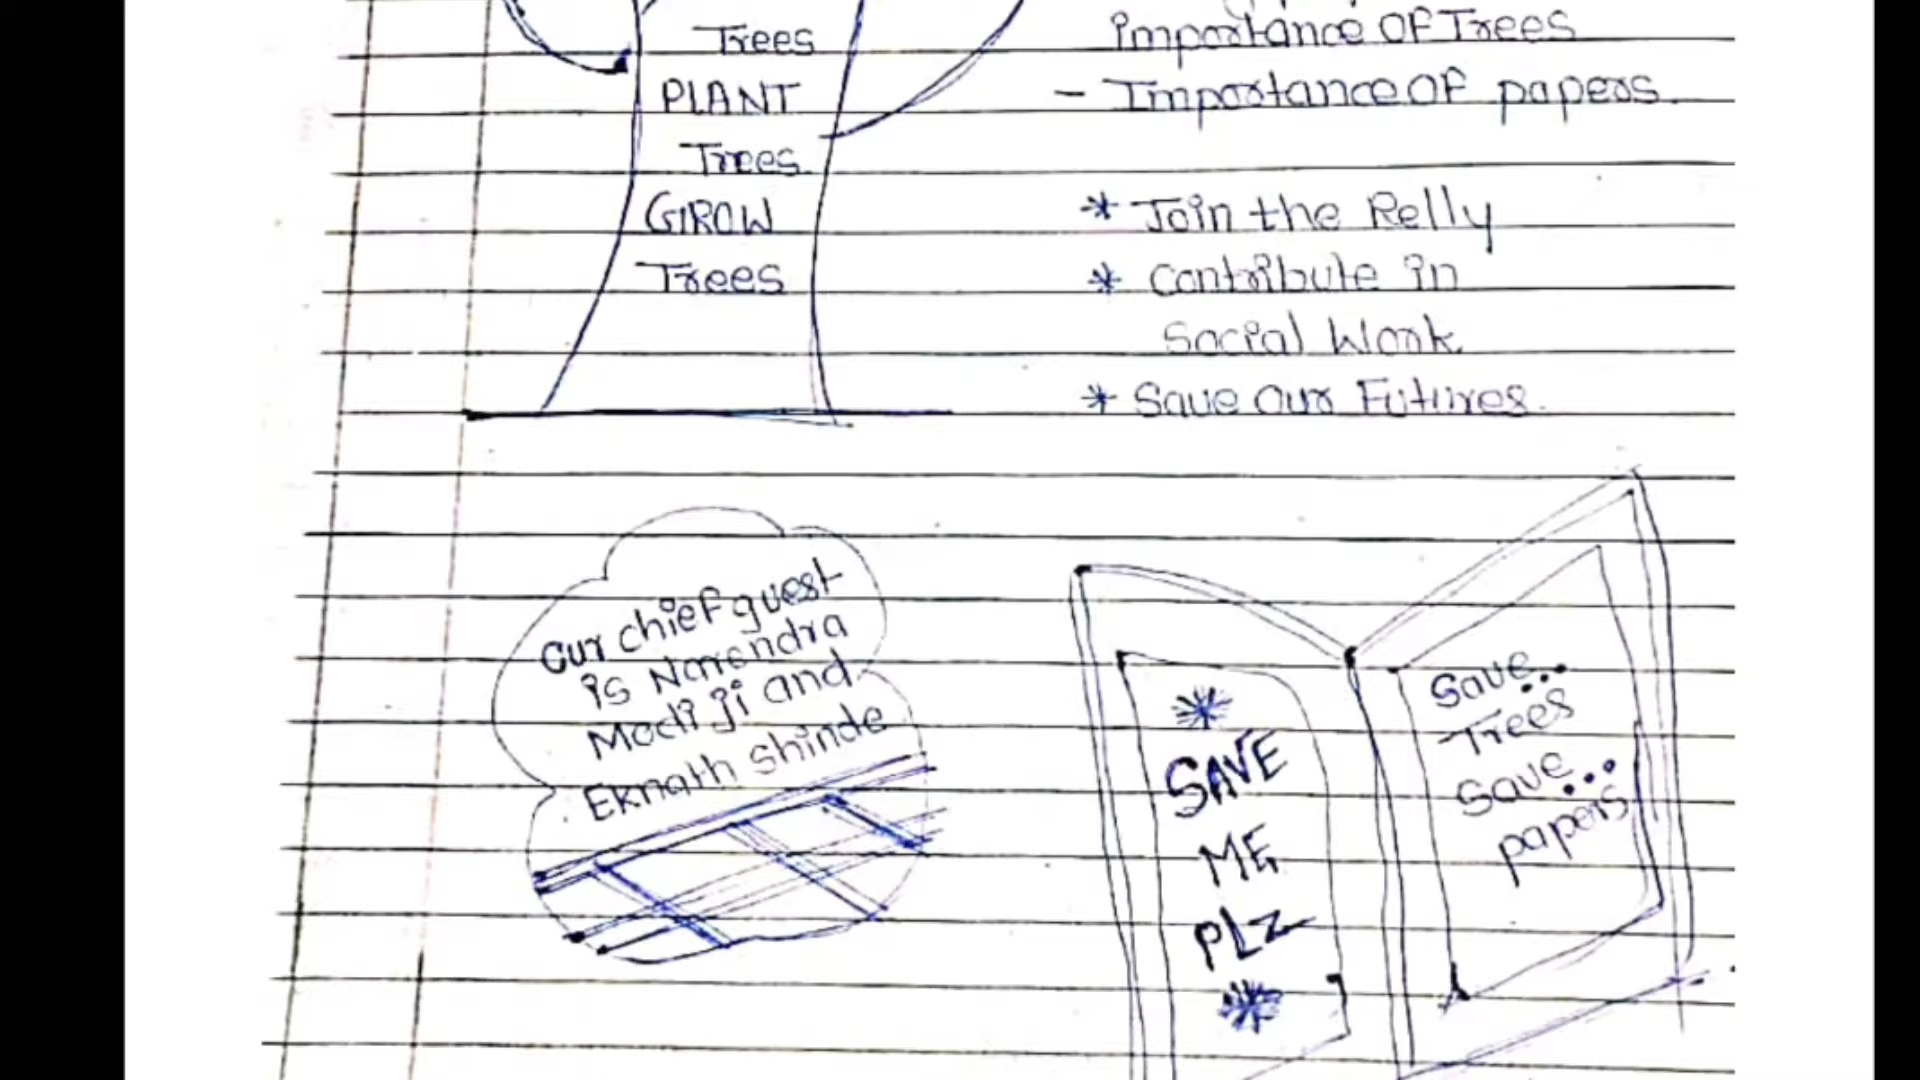 Trees
PLANT
Trees
GROW
Trees
importance OF Trees
- Importance OF papers.
* Join the Relly
* Contribute in
Social Work.
* Save Our Futures.
Our chief guest
is Narendra
Modi ji and
Eknath Shinde
SAVE
ME
PLZ
Save...
Trees
Save...
papers